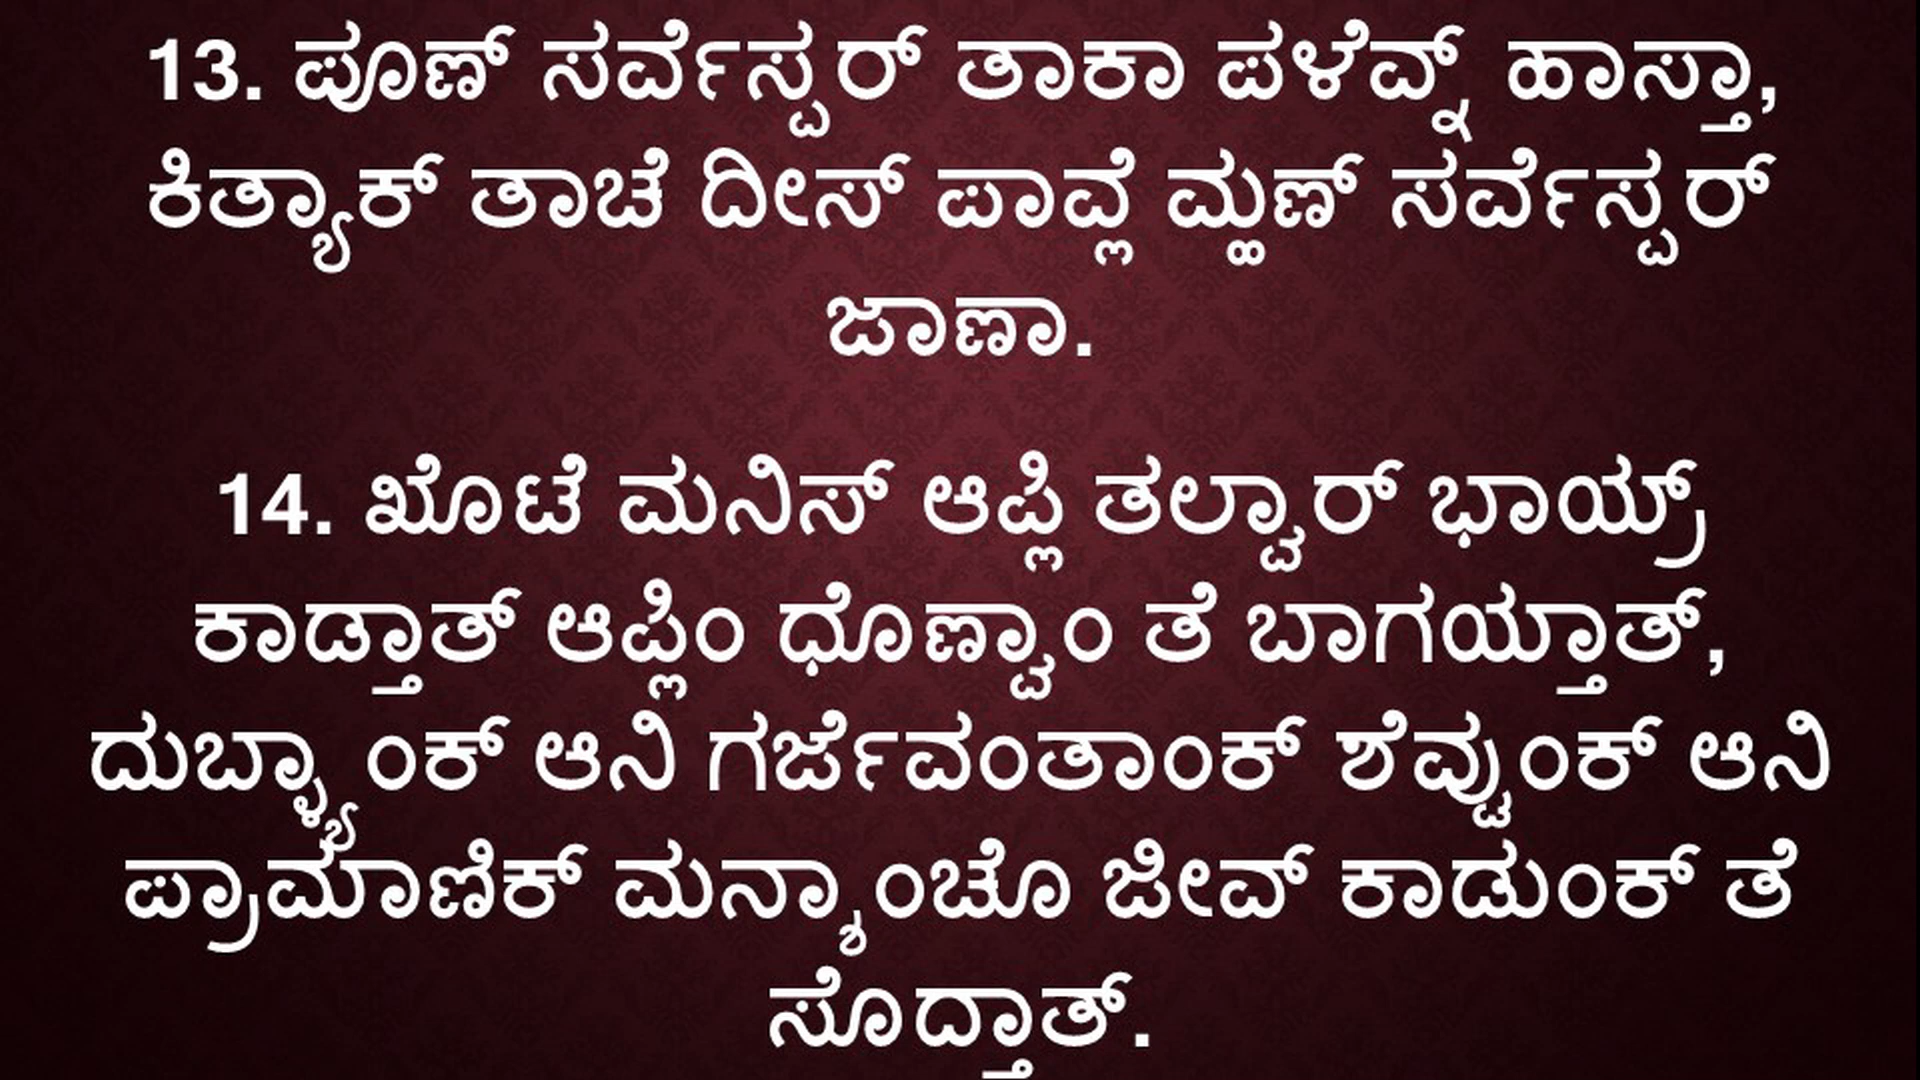 13. ಪೂಣ್ ಸರ್ವೆಸ್ಪರ್ ತಾಕಾ ಪಳೆವ್ನ್ ಹಾಸ್ತಾ,
ಕಿತ್ಯಾಕ್ ತಾಚೆ ದೀಸ್ ಪಾವ್ಲೆ ಮ್ಹಣ್ ಸರ್ವೆಸ್ಪರ್
ಜಾಣಾ.
14. ಖೊಟೆ ಮನಿಸ್ ಆಪ್ಲಿ ತಲ್ವಾರ್ ಭಾಯ್ರ್
ಕಾಡ್ತಾತ್ ಆಪ್ಲಿಂ ಧೊಣ್ವಾಂ ತೆ ಬಾಗಯ್ತಾತ್,
ದುಬ್ಳ್ಯಾಂಕ್ ಆನಿ ಗರ್ಜೆವಂತಾಂಕ್ ಶೆವ್ಟುಂಕ್ ಆನಿ
ಪ್ರಾಮಾಣಿಕ್ ಮನ್ಶಾಂಚೊ ಜೀವ್ ಕಾಡುಂಕ್ ತೆ
ಸೊದ್ತಾತ್.